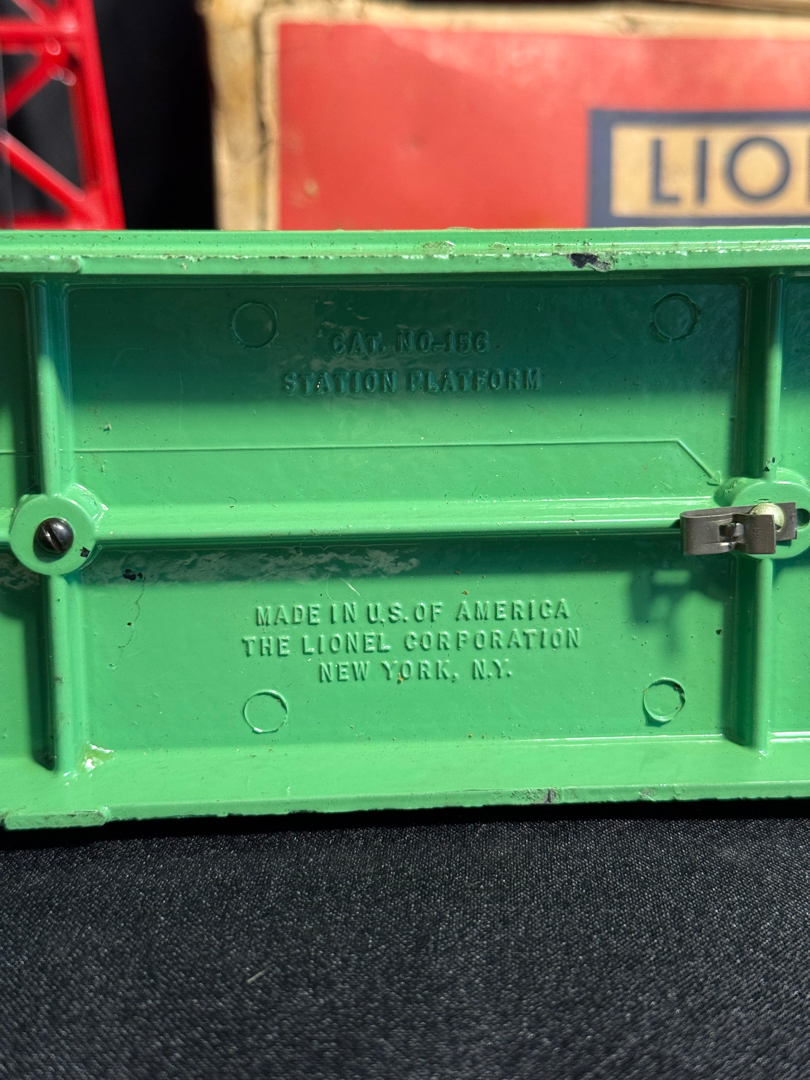 LIO
CAT. NO-156
STATION PLATFORM
MADE IN U.S. OF AMERICA
THE LIONEL CORPORATION
NEW YORK, N.Y.